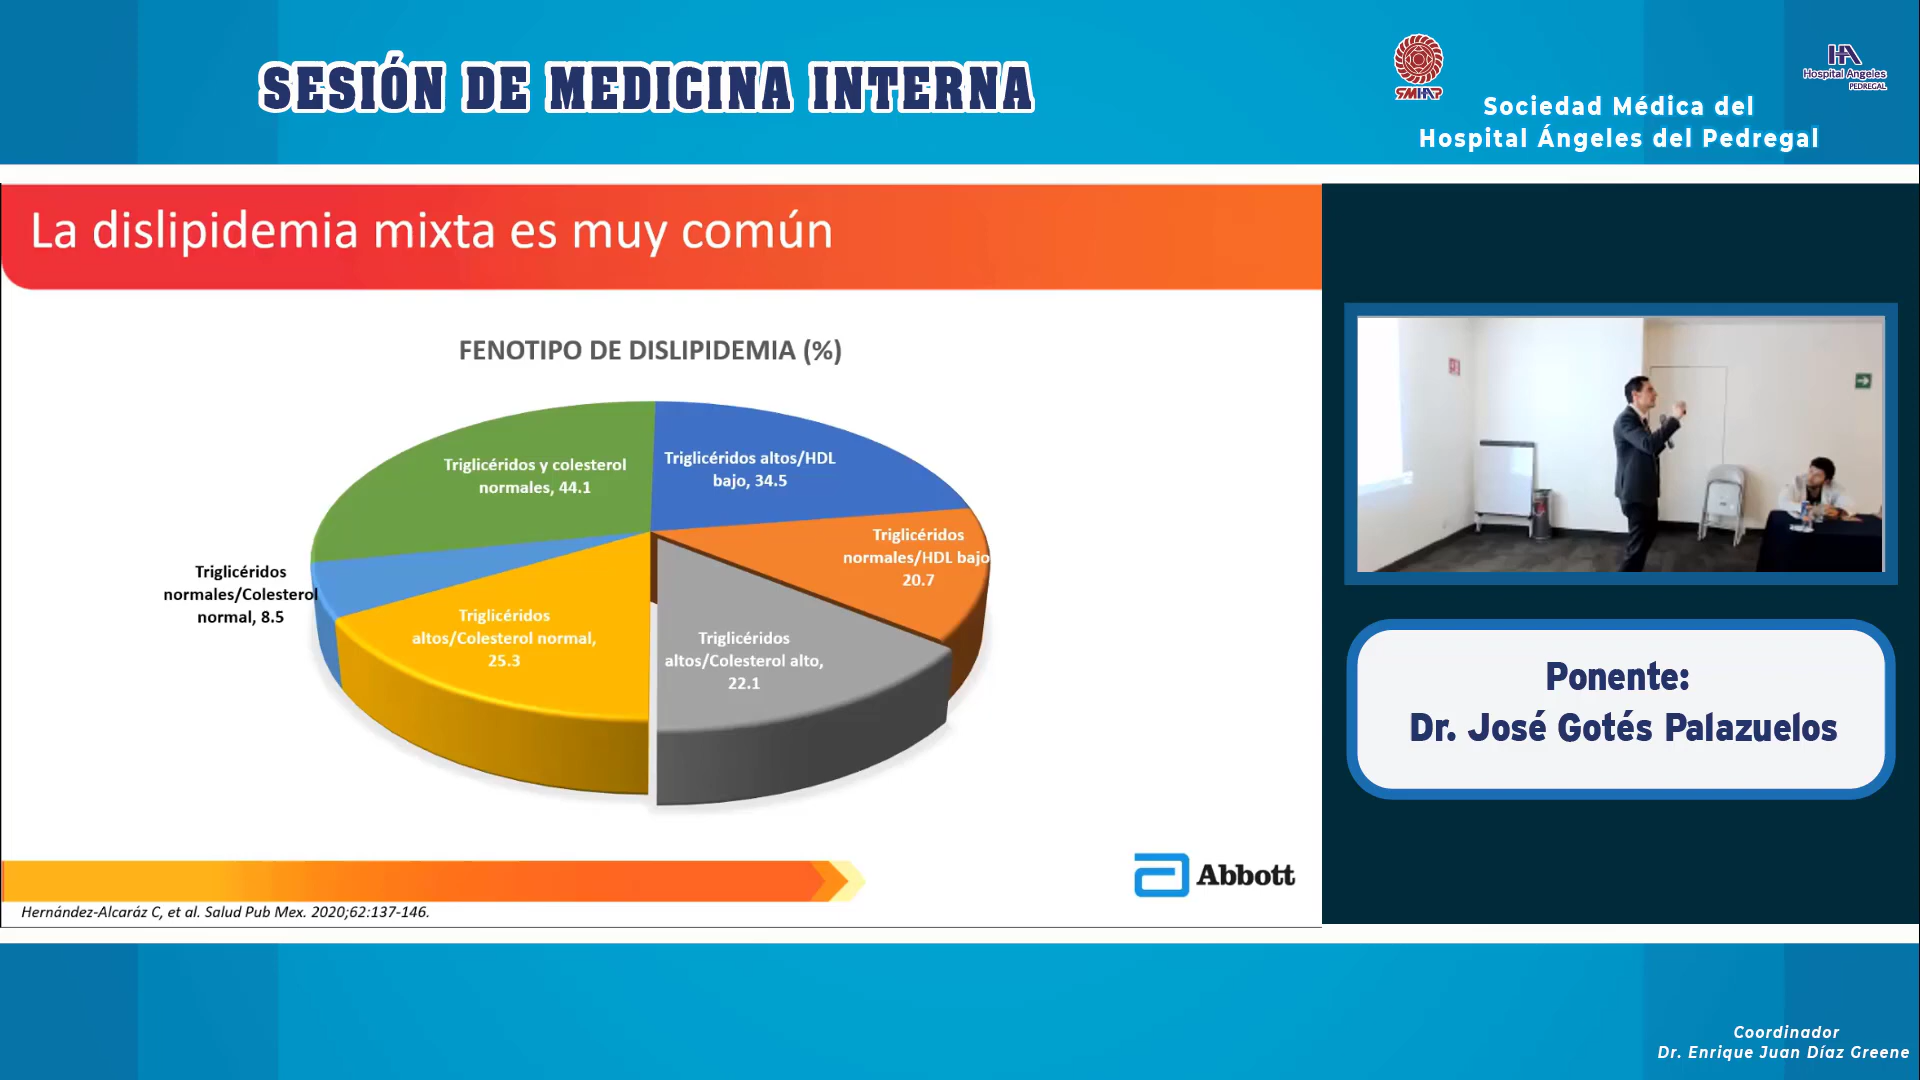 SESIÓN DE MEDICINA INTERNA
SMHAP
Sociedad Médica del
Hospital Ángeles del Pedregal
HA
Hospital Angeles
PEDREGAL
La dislipidemia mixta es muy común
FENOTIPO DE DISLIPIDEMIA (%)
Triglicéridos y colesterol
normales, 44.1
Triglicéridos altos/HDL
bajo, 34.5
Triglicéridos
normales/HDL bajo
20.7
Triglicéridos
normales/Colesterol
normal, 8.5
Triglicéridos
altos/Colesterol normal,
25.3
Triglicéridos
altos/Colesterol alto,
22.1
Abbott
Hernández-Alcaráz C, et al. Salud Pub Mex. 2020;62:137-146.
Ponente:
Dr. José Gotés Palazuelos
Coordinador
Dr. Enrique Juan Díaz Greene